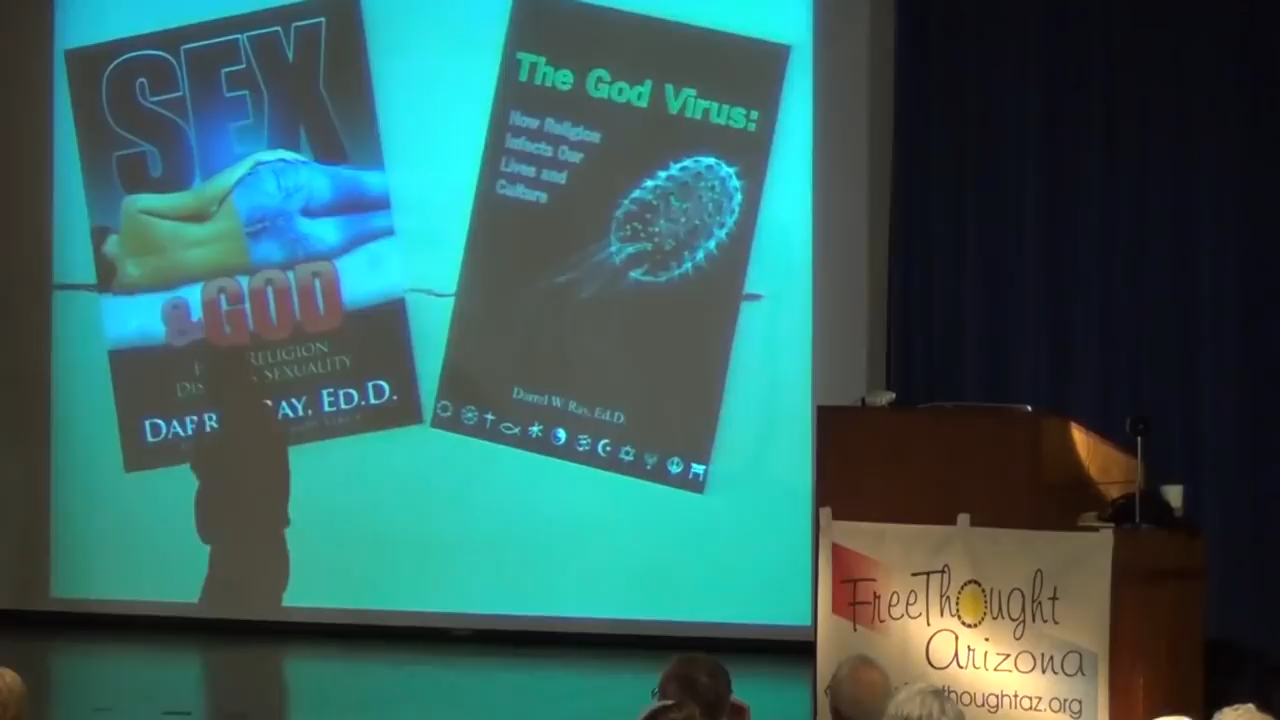 SEX
& GOD
RELIGION
SEXUALITY
AY, ED.D.
The God Virus:
How Religion
Infects Our
Lives and
Culture
Darrel W. Ray, Ed.D.
FreeThought
Arizona
thoughtaz.org